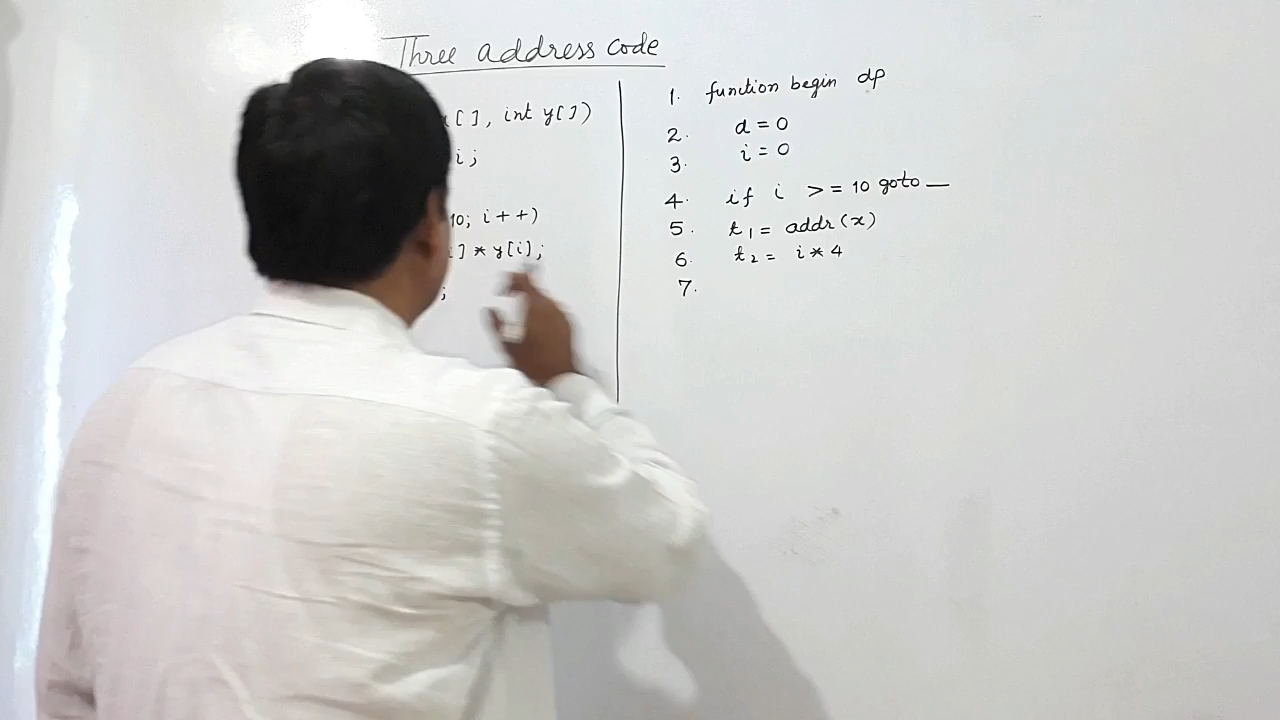 Three address code
[], int y[])
i;
10; i++)
i] * y[i];
;
1. function begin dp
2. d = 0
3. i = 0
4. if i >= 10 goto __
5. t1 = addr(x)
6. t2 = i * 4
7.